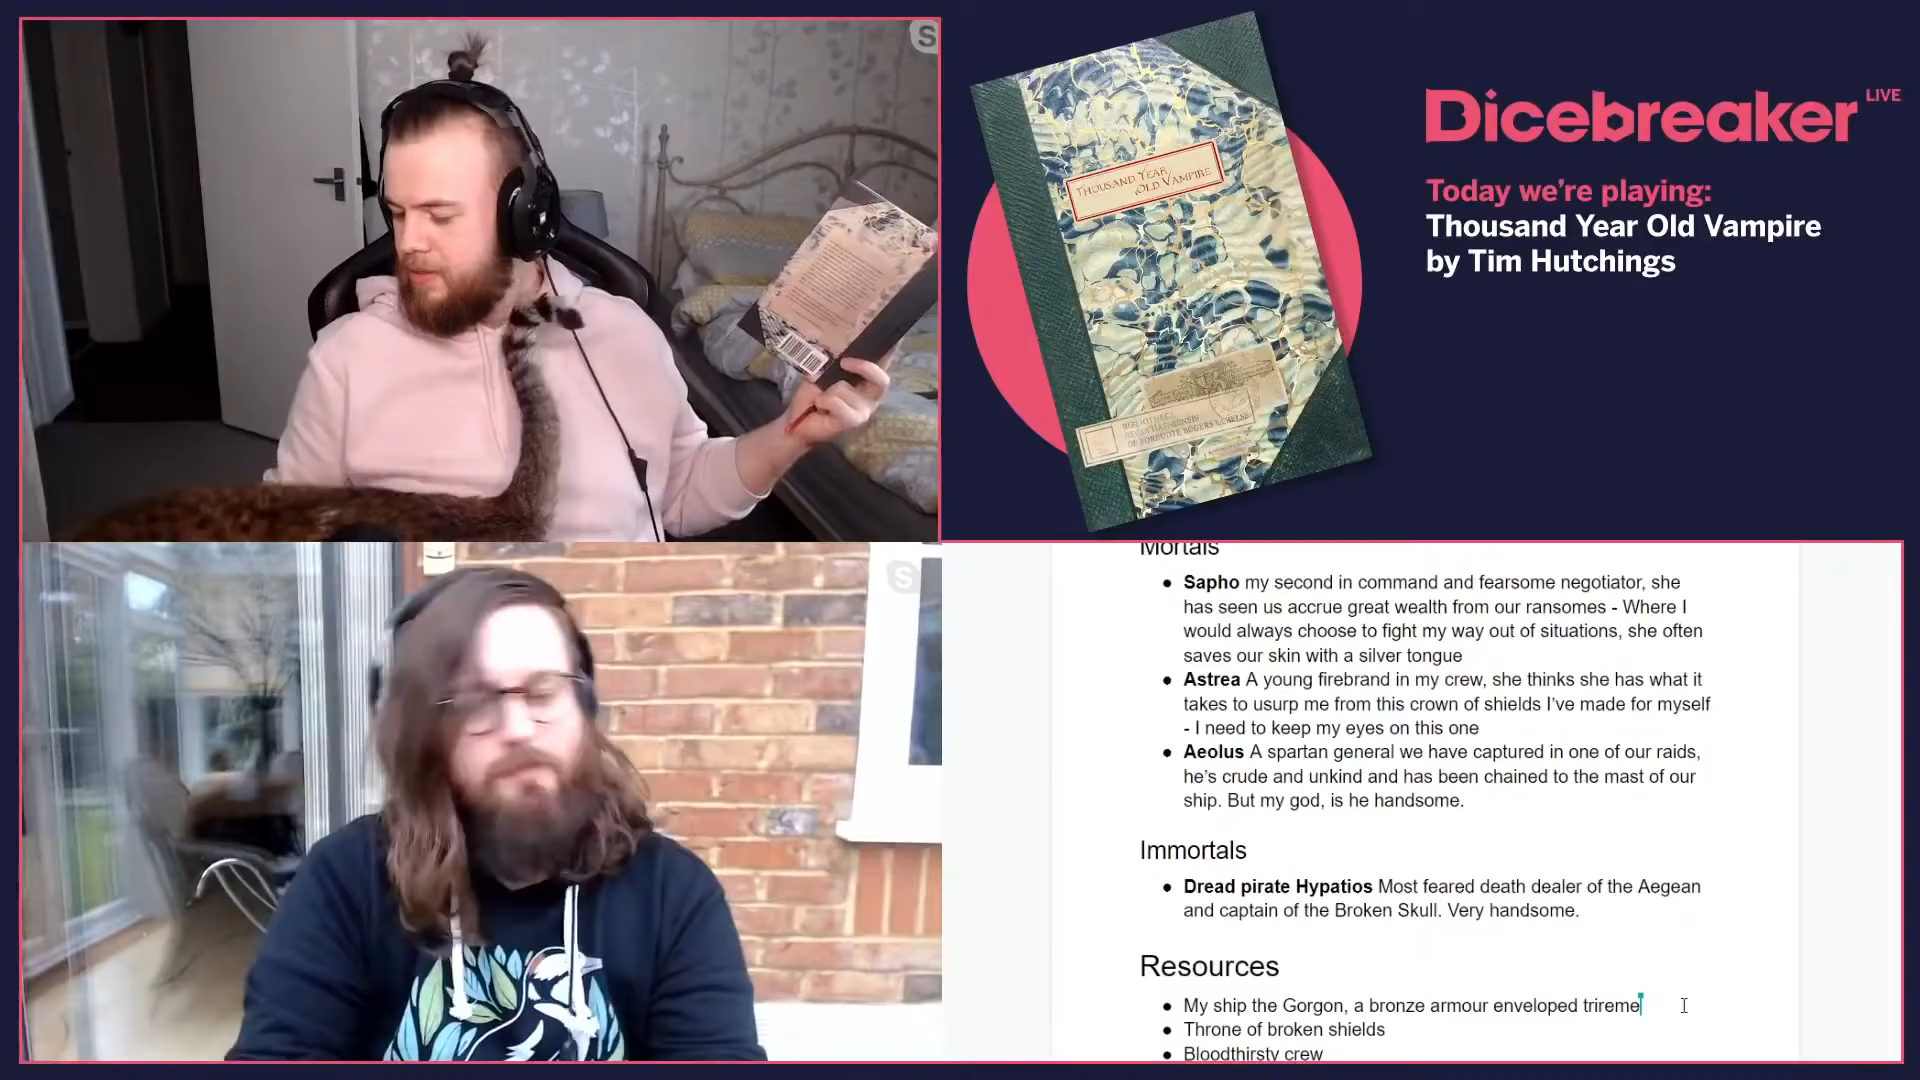 Dicebreaker LIVE
Today we're playing:
Thousand Year Old Vampire
by Tim Hutchings
THOUSAND YEAR
OLD VAMPIRE
BIBLIOTHECA
S
S
Mortals
● Sapho my second in command and fearsome negotiator, she
has seen us accrue great wealth from our ransomes - Where I
would always choose to fight my way out of situations, she often
saves our skin with a silver tongue
● Astrea A young firebrand in my crew, she thinks she has what it
takes to usurp me from this crown of shields I've made for myself
- I need to keep my eyes on this one
● Aeolus A spartan general we have captured in one of our raids,
he's crude and unkind and has been chained to the mast of our
ship. But my god, is he handsome.
Immortals
● Dread pirate Hypatios Most feared death dealer of the Aegean
and captain of the Broken Skull. Very handsome.
Resources
● My ship the Gorgon, a bronze armour enveloped trireme
● Throne of broken shields
● Bloodthirsty crew